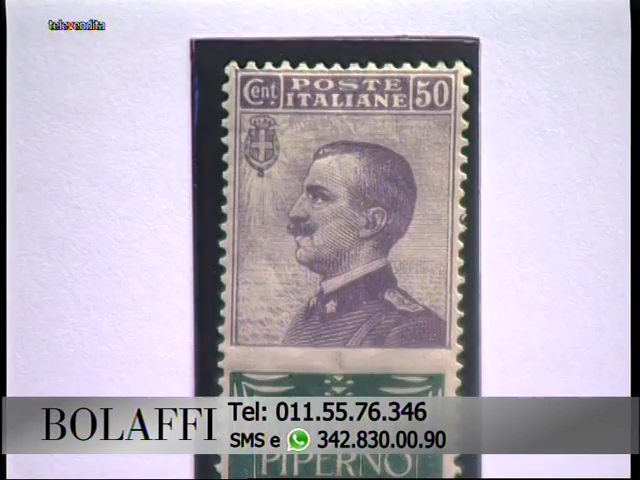 televendita
Cent. POSTE ITALIANE 50
BOLAFFI
Tel: 011.55.76.346
SMS e 342.830.00.90
PIPERNO